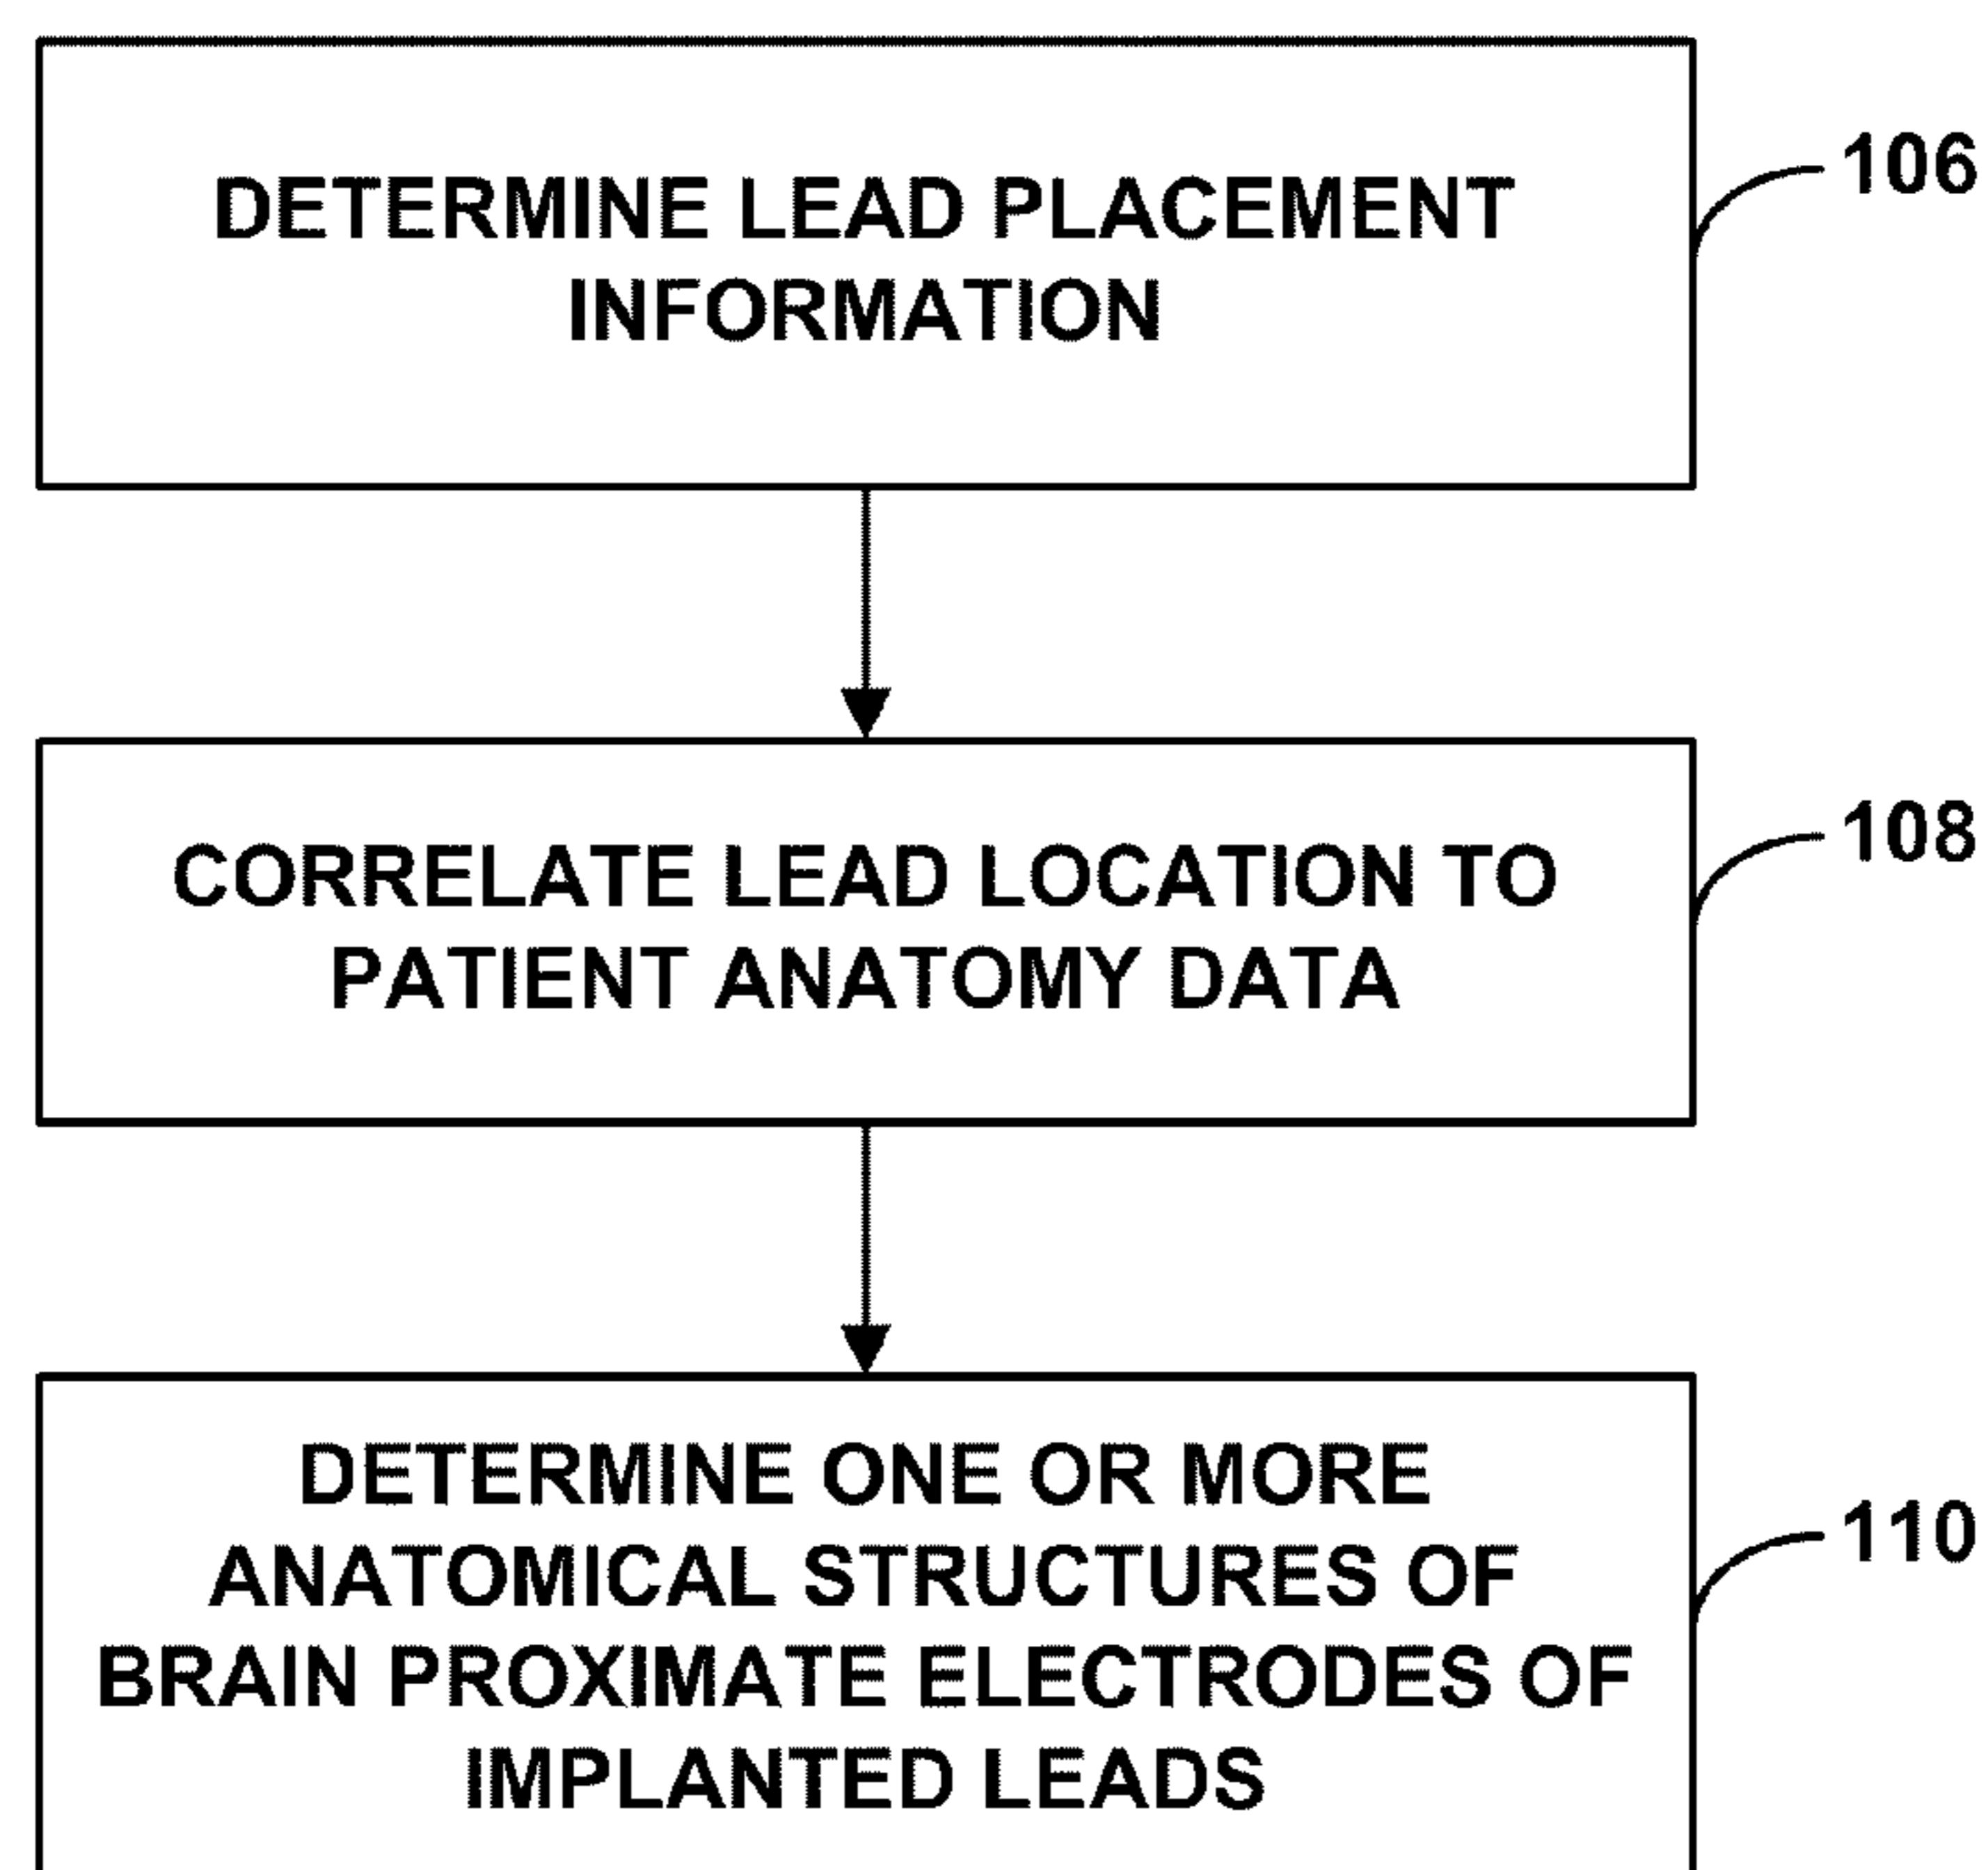 DETERMINE LEAD PLACEMENT
INFORMATION
106
CORRELATE LEAD LOCATION TO
PATIENT ANATOMY DATA
108
DETERMINE ONE OR MORE
ANATOMICAL STRUCTURES OF
BRAIN PROXIMATE ELECTRODES OF
IMPLANTED LEADS
110